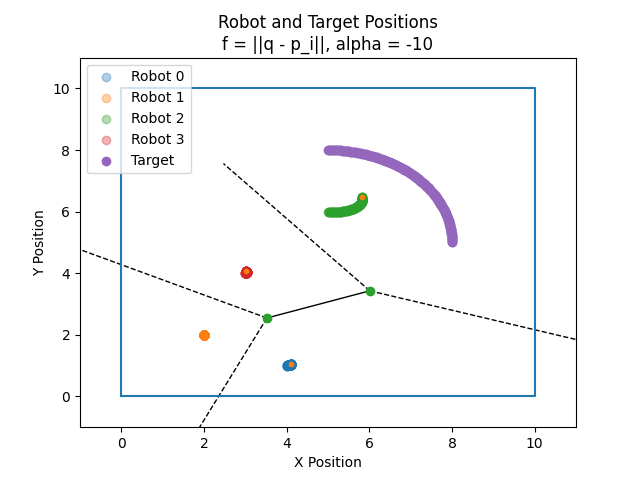 Robot and Target Positions
f = ||q - p_i||, alpha = -10
Robot 0
Robot 1
Robot 2
Robot 3
Target
Y Position
10
8
6
4
2
0
0 2 4 6 8 10
X Position